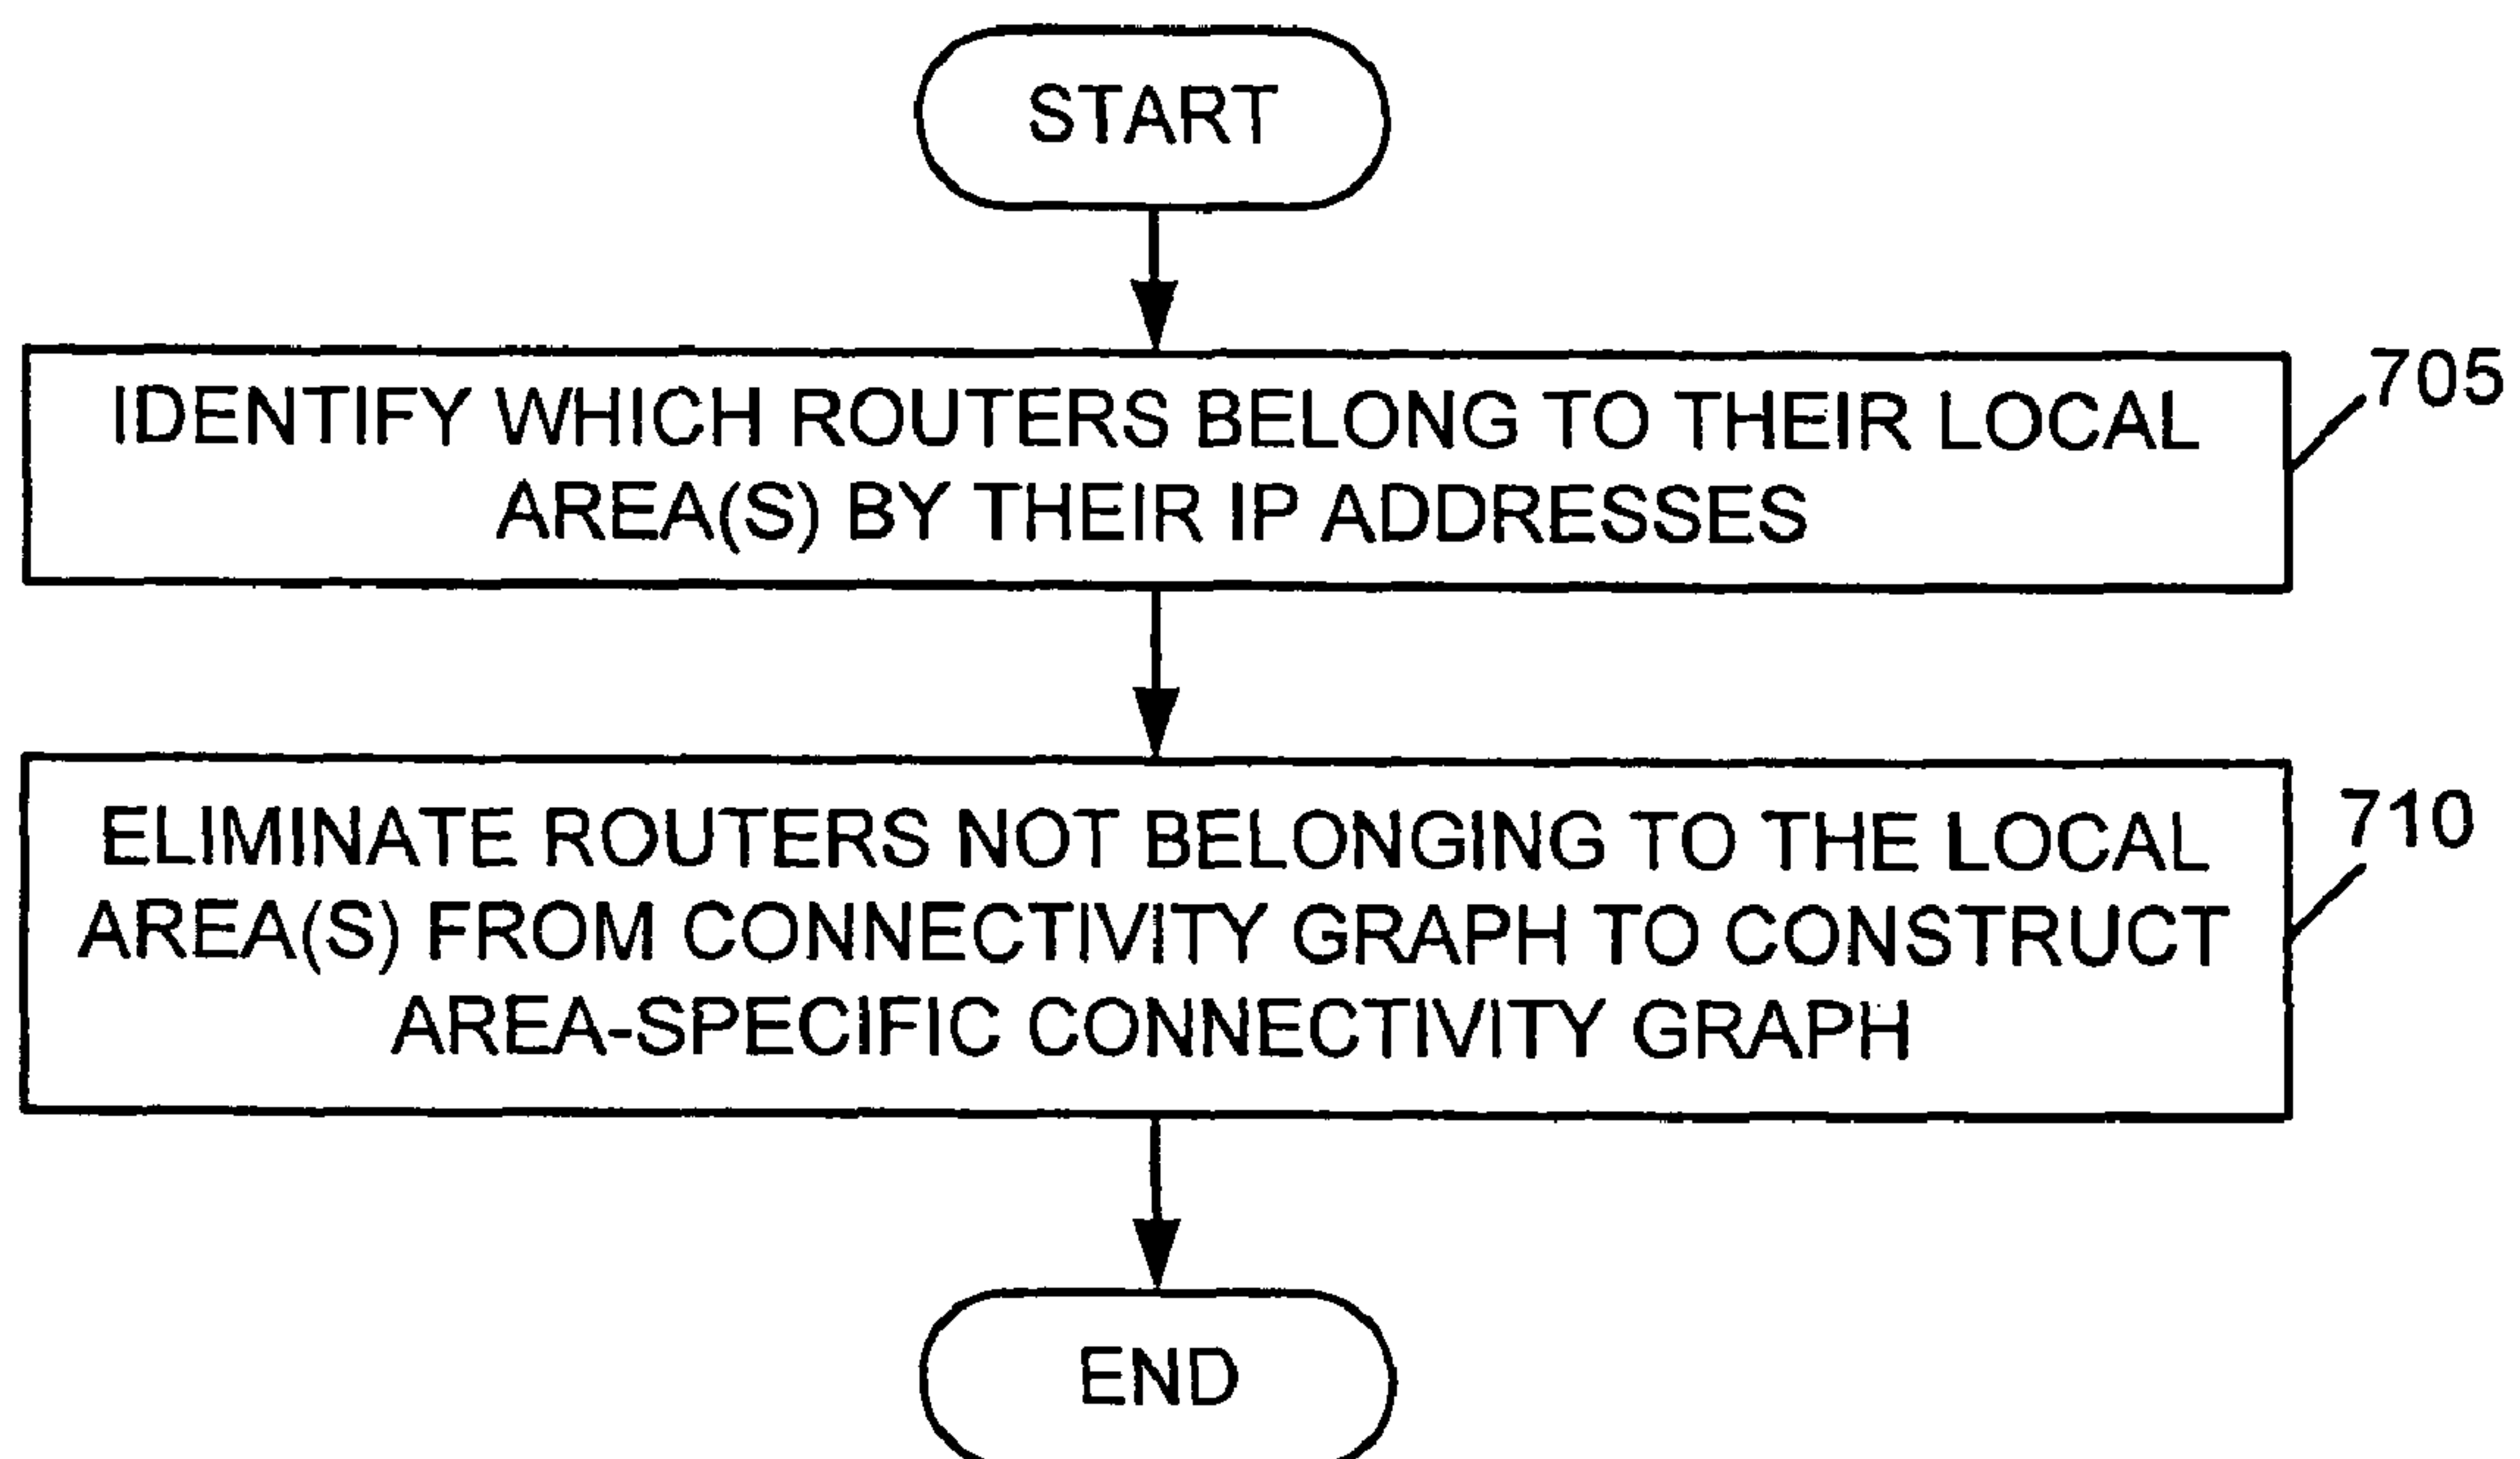 START
IDENTIFY WHICH ROUTERS BELONG TO THEIR LOCAL
AREA(S) BY THEIR IP ADDRESSES
705
ELIMINATE ROUTERS NOT BELONGING TO THE LOCAL
AREA(S) FROM CONNECTIVITY GRAPH TO CONSTRUCT
AREA-SPECIFIC CONNECTIVITY GRAPH
710
END